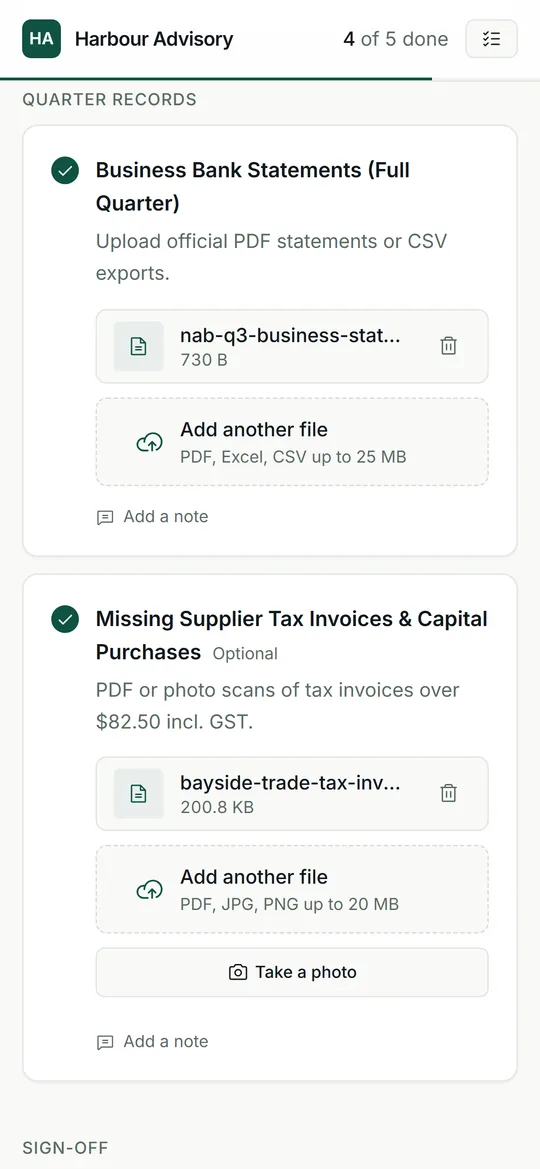 HA
Harbour Advisory
4 of 5 done
QUARTER RECORDS
Business Bank Statements (Full
Quarter)
Upload official PDF statements or CSV
exports.
nab-q3-business-stat...
730 B
Add another file
PDF, Excel, CSV up to 25 MB
Add a note
Missing Supplier Tax Invoices & Capital
Purchases Optional
PDF or photo scans of tax invoices over
$82.50 incl. GST.
bayside-trade-tax-inv...
200.8 KB
Add another file
PDF, JPG, PNG up to 20 MB
Take a photo
Add a note
SIGN-OFF